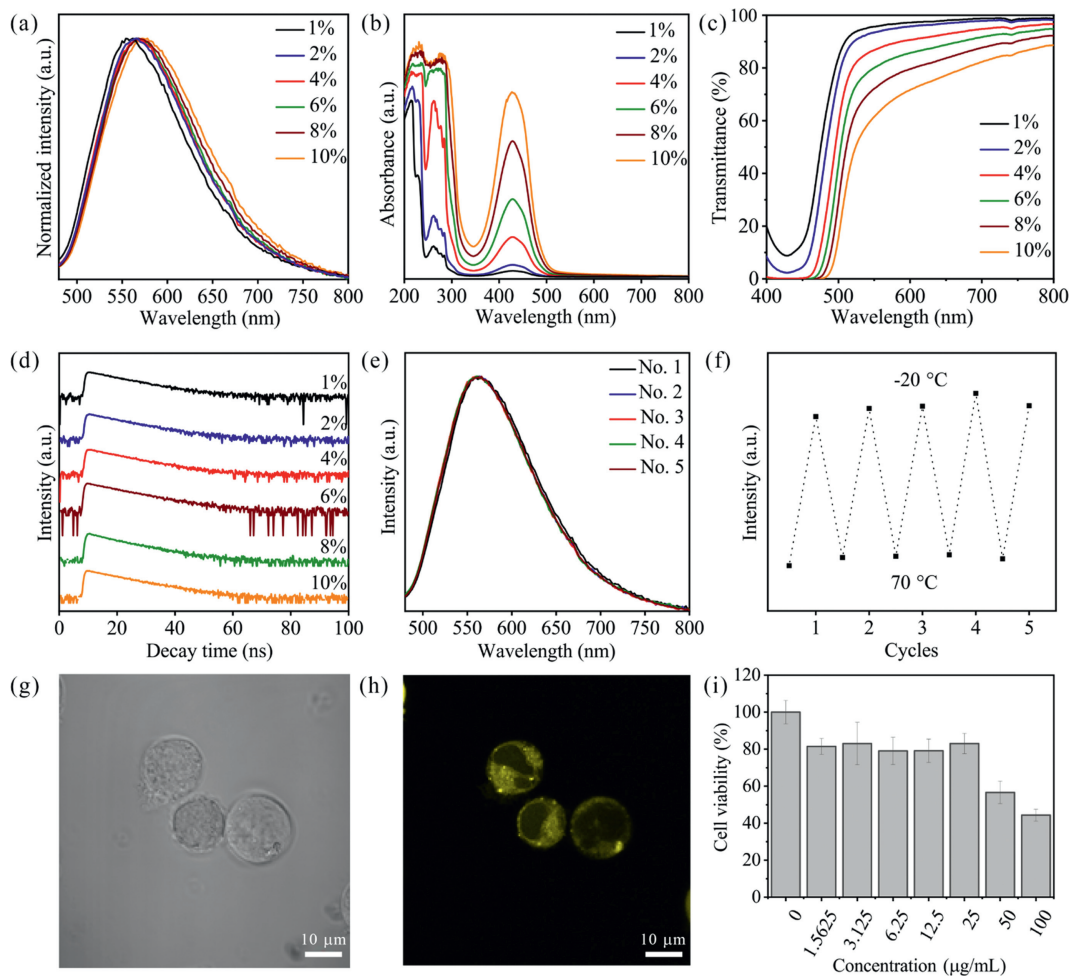 (a)
Normalized intensity (a.u.)
1%
2%
4%
6%
8%
10%
480 500 550 600 650 700 750 800
Wavelength (nm)
(b)
Absorbance (a.u.)
1%
2%
4%
6%
8%
10%
200 300 400 500 600 700 800
Wavelength (nm)
(c)
Transmittance (%)
100
80
60
40
20
0
1%
2%
4%
6%
8%
10%
400 500 600 700 800
Wavelength (nm)
(d)
Intensity (a.u.)
1%
2%
4%
6%
8%
10%
0 20 40 60 80 100
Decay time (ns)
(e)
Intensity (a.u.)
No. 1
No. 2
No. 3
No. 4
No. 5
500 550 600 650 700 750 800
Wavelength (nm)
(f)
Intensity (a.u.)
-20 °C
70 °C
1 2 3 4 5
Cycles
(g)
10 μm
(h)
10 μm
(i)
Cell viability (%)
120
100
80
60
40
20
0
0 1.5625 3.125 6.25 12.5 25 50 100
Concentration (μg/mL)